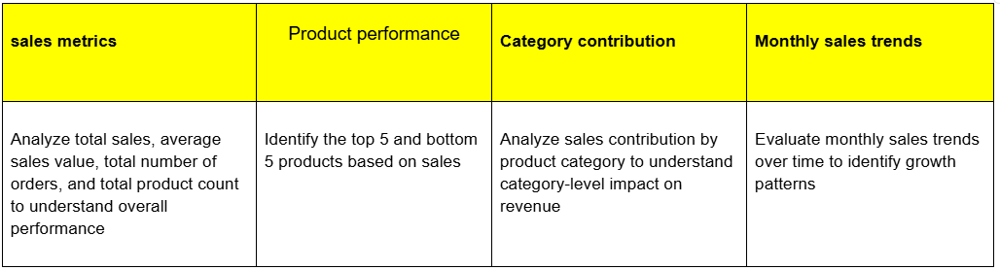 sales metrics
Product performance
Category contribution
Monthly sales trends
Analyze total sales, average
sales value, total number of
orders, and total product count
to understand overall
performance
Identify the top 5 and bottom
5 products based on sales
Analyze sales contribution by
product category to understand
category-level impact on
revenue
Evaluate monthly sales trends
over time to identify growth
patterns